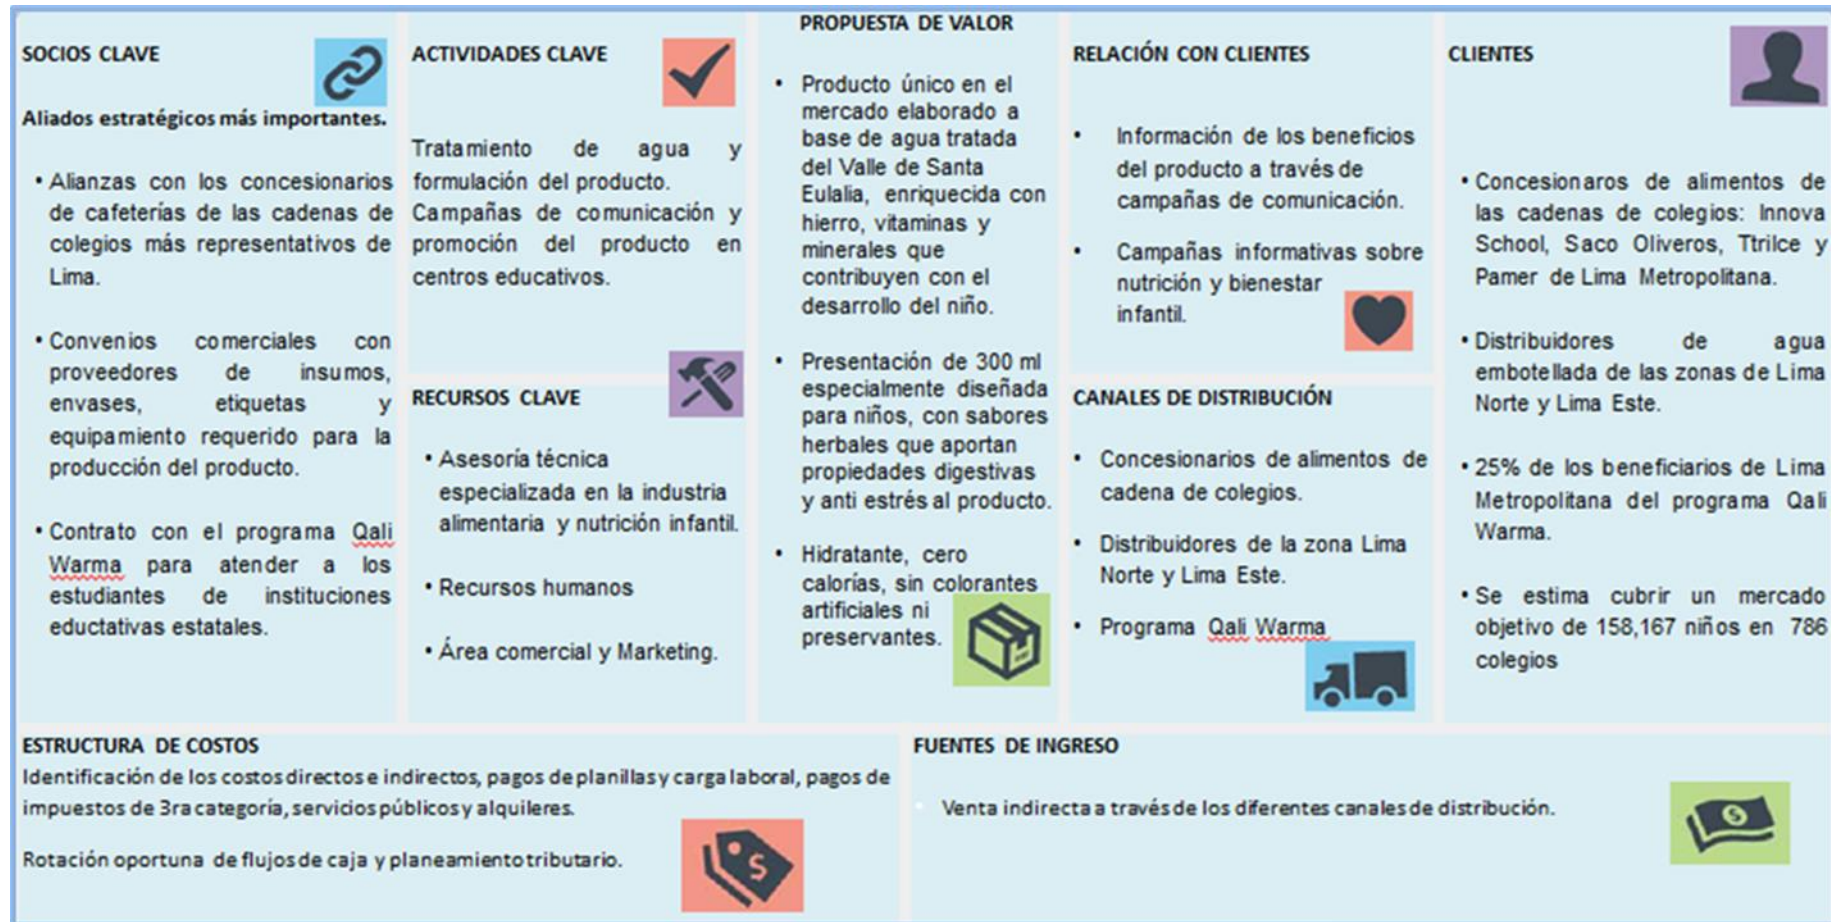 SOCIOS CLAVE
Aliados estratégicos más importantes.
• Alianzas con los concesionarios
de cafeterías de las cadenas de
colegios más representativos de
Lima.
• Convenios comerciales con
proveedores de insumos,
envases, etiquetas y
equipamiento requerido para la
producción del producto.
• Contrato con el programa Qali
Warma para atender a los
estudiantes de instituciones
eductativas estatales.
ACTIVIDADES CLAVE
Tratamiento de agua y
formulación del producto.
Campañas de comunicación y
promoción del producto en
centros educativos.
RECURSOS CLAVE
• Asesoría técnica
especializada en la industria
alimentaria y nutrición infantil.
• Recursos humanos
• Área comercial y Marketing.
PROPUESTA DE VALOR
• Producto único en el
mercado elaborado a
base de agua tratada
del Valle de Santa
Eulalia, enriquecida con
hierro, vitaminas y
minerales que
contribuyen con el
desarrollo del niño.
• Presentación de 300 ml
especialmente diseñada
para niños, con sabores
herbales que aportan
propiedades digestivas
y anti estrés al producto.
• Hidratante, cero
calorías, sin colorantes
artificiales ni
preservantes.
RELACIÓN CON CLIENTES
• Información de los beneficios
del producto a través de
campañas de comunicación.
• Campañas informativas sobre
nutrición y bienestar
infantil.
CANALES DE DISTRIBUCIÓN
• Concesionarios de alimentos de
cadena de colegios.
• Distribuidores de la zona Lima
Norte y Lima Este.
• Programa Qali Warma
CLIENTES
• Concesionaros de alimentos de
las cadenas de colegios: Innova
School, Saco Oliveros, Ttrilce y
Pamer de Lima Metropolitana.
• Distribuidores de agua
embotellada de las zonas de Lima
Norte y Lima Este.
• 25% de los beneficiarios de Lima
Metropolitana del programa Qali
Warma.
• Se estima cubrir un mercado
objetivo de 158,167 niños en 786
colegios
ESTRUCTURA DE COSTOS
Identificación de los costos directos e indirectos, pagos de planillas y carga laboral, pagos de
impuestos de 3ra categoría, servicios públicos y alquileres.
Rotación oportuna de flujos de caja y planeamiento tributario.
$
FUENTES DE INGRESO
• Venta indirecta a través de los diferentes canales de distribución.
$